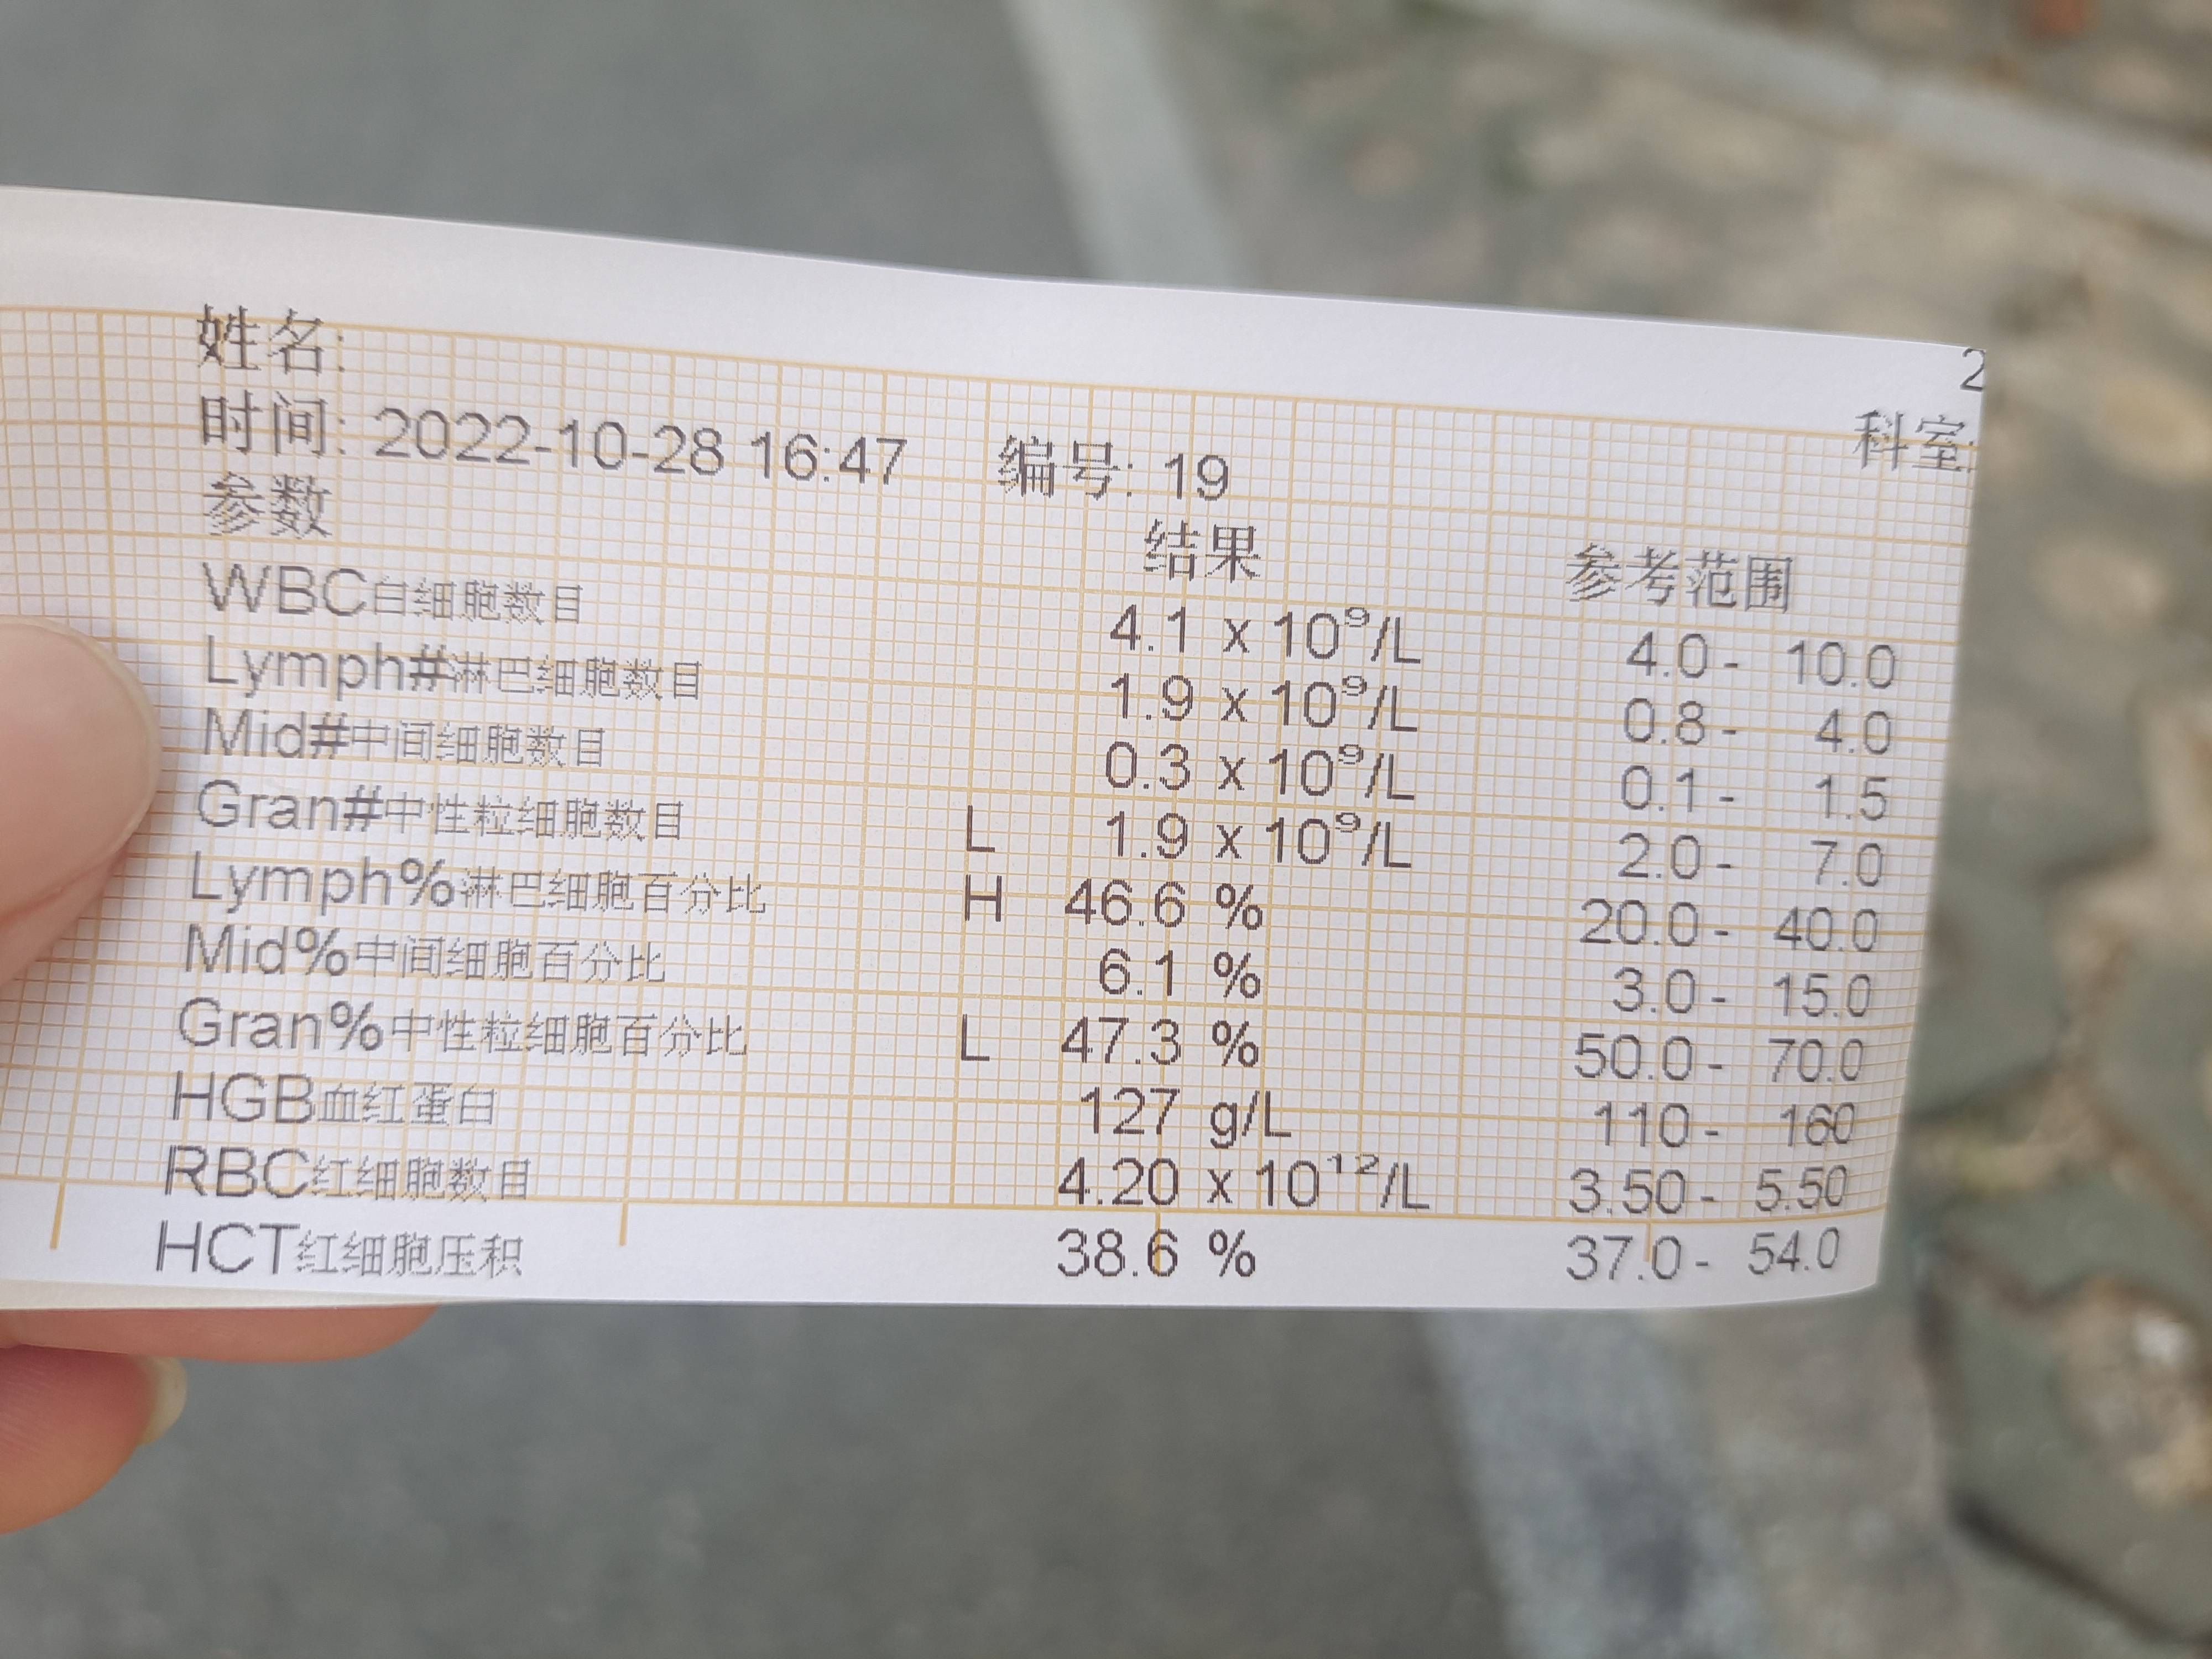 2
姓名: 科室:
时间: 2022-10-28 16:47 编号: 19
参数 结果 参考范围
WBC白细胞数目 4.1 x 10⁹/L 4.0 - 10.0
Lymph#淋巴细胞数目 1.9 x 10⁹/L 0.8 - 4.0
Mid#中间细胞数目 0.3 x 10⁹/L 0.1 - 1.5
Gran#中性粒细胞数目 L 1.9 x 10⁹/L 2.0 - 7.0
Lymph%淋巴细胞百分比 H 46.6 % 20.0 - 40.0
Mid%中间细胞百分比 6.1 % 3.0 - 15.0
Gran%中性粒细胞百分比 L 47.3 % 50.0 - 70.0
HGB血红蛋白 127 g/L 110 - 160
RBC红细胞数目 4.20 x 10¹²/L 3.50 - 5.50
HCT红细胞压积 38.6 % 37.0 - 54.0